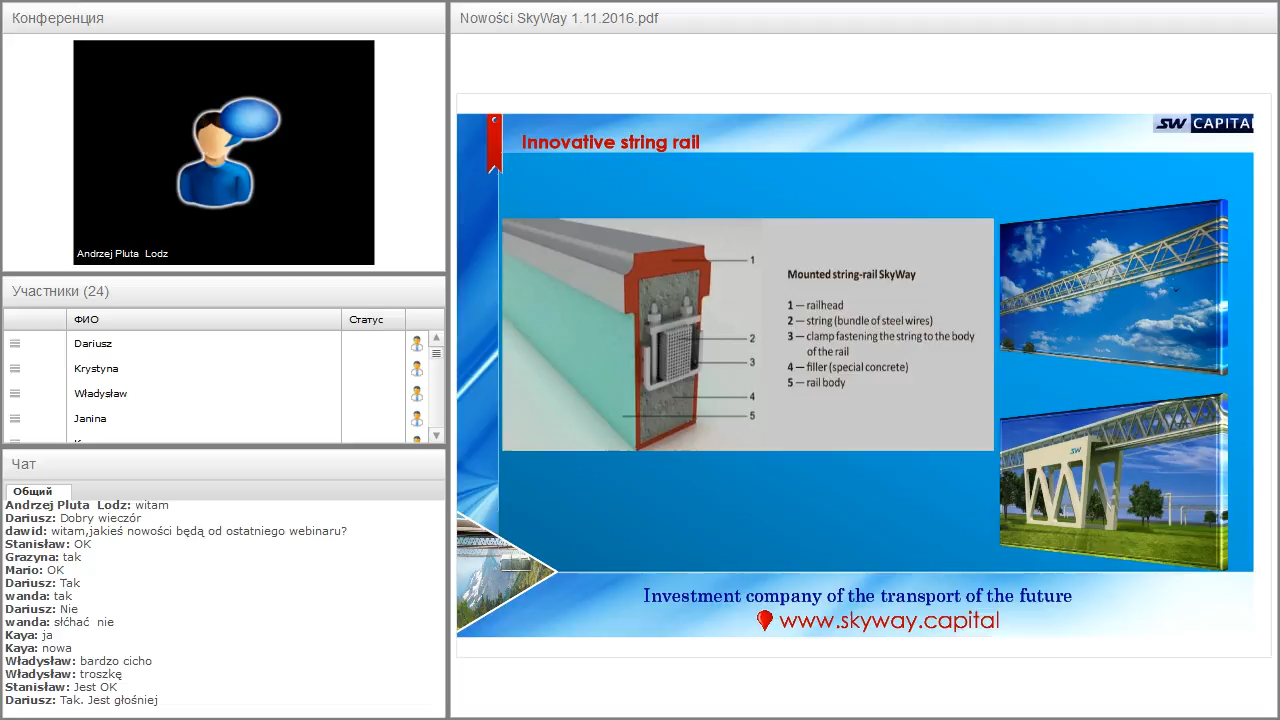 Конференция
Andrzej Pluta Lodz
Участники (24)
ФИО
Статус
Dariusz
Krystyna
Władysław
Janina
Чат
Общий
Andrzej Pluta Lodz: witam
Dariusz: Dobry wieczór
dawid: witam,jakieś nowości będą od ostatniego webinaru?
Stanisław: OK
Grazyna: tak
Mario: OK
Dariusz: Tak
wanda: tak
Dariusz: Nie
wanda: słćhać nie
Kaya: ja
Kaya: nowa
Władysław: bardzo cicho
Władysław: troszkę
Stanisław: Jest OK
Dariusz: Tak. Jest głośniej
Nowości SkyWay 1.11.2016.pdf
Innovative string rail
SW CAPITAL
1
2
3
4
5
Mounted string-rail SkyWay
1 — railhead
2 — string (bundle of steel wires)
3 — clamp fastening the string to the body
of the rail
4 — filler (special concrete)
5 — rail body
SW
Investment company of the transport of the future
www.skyway.capital